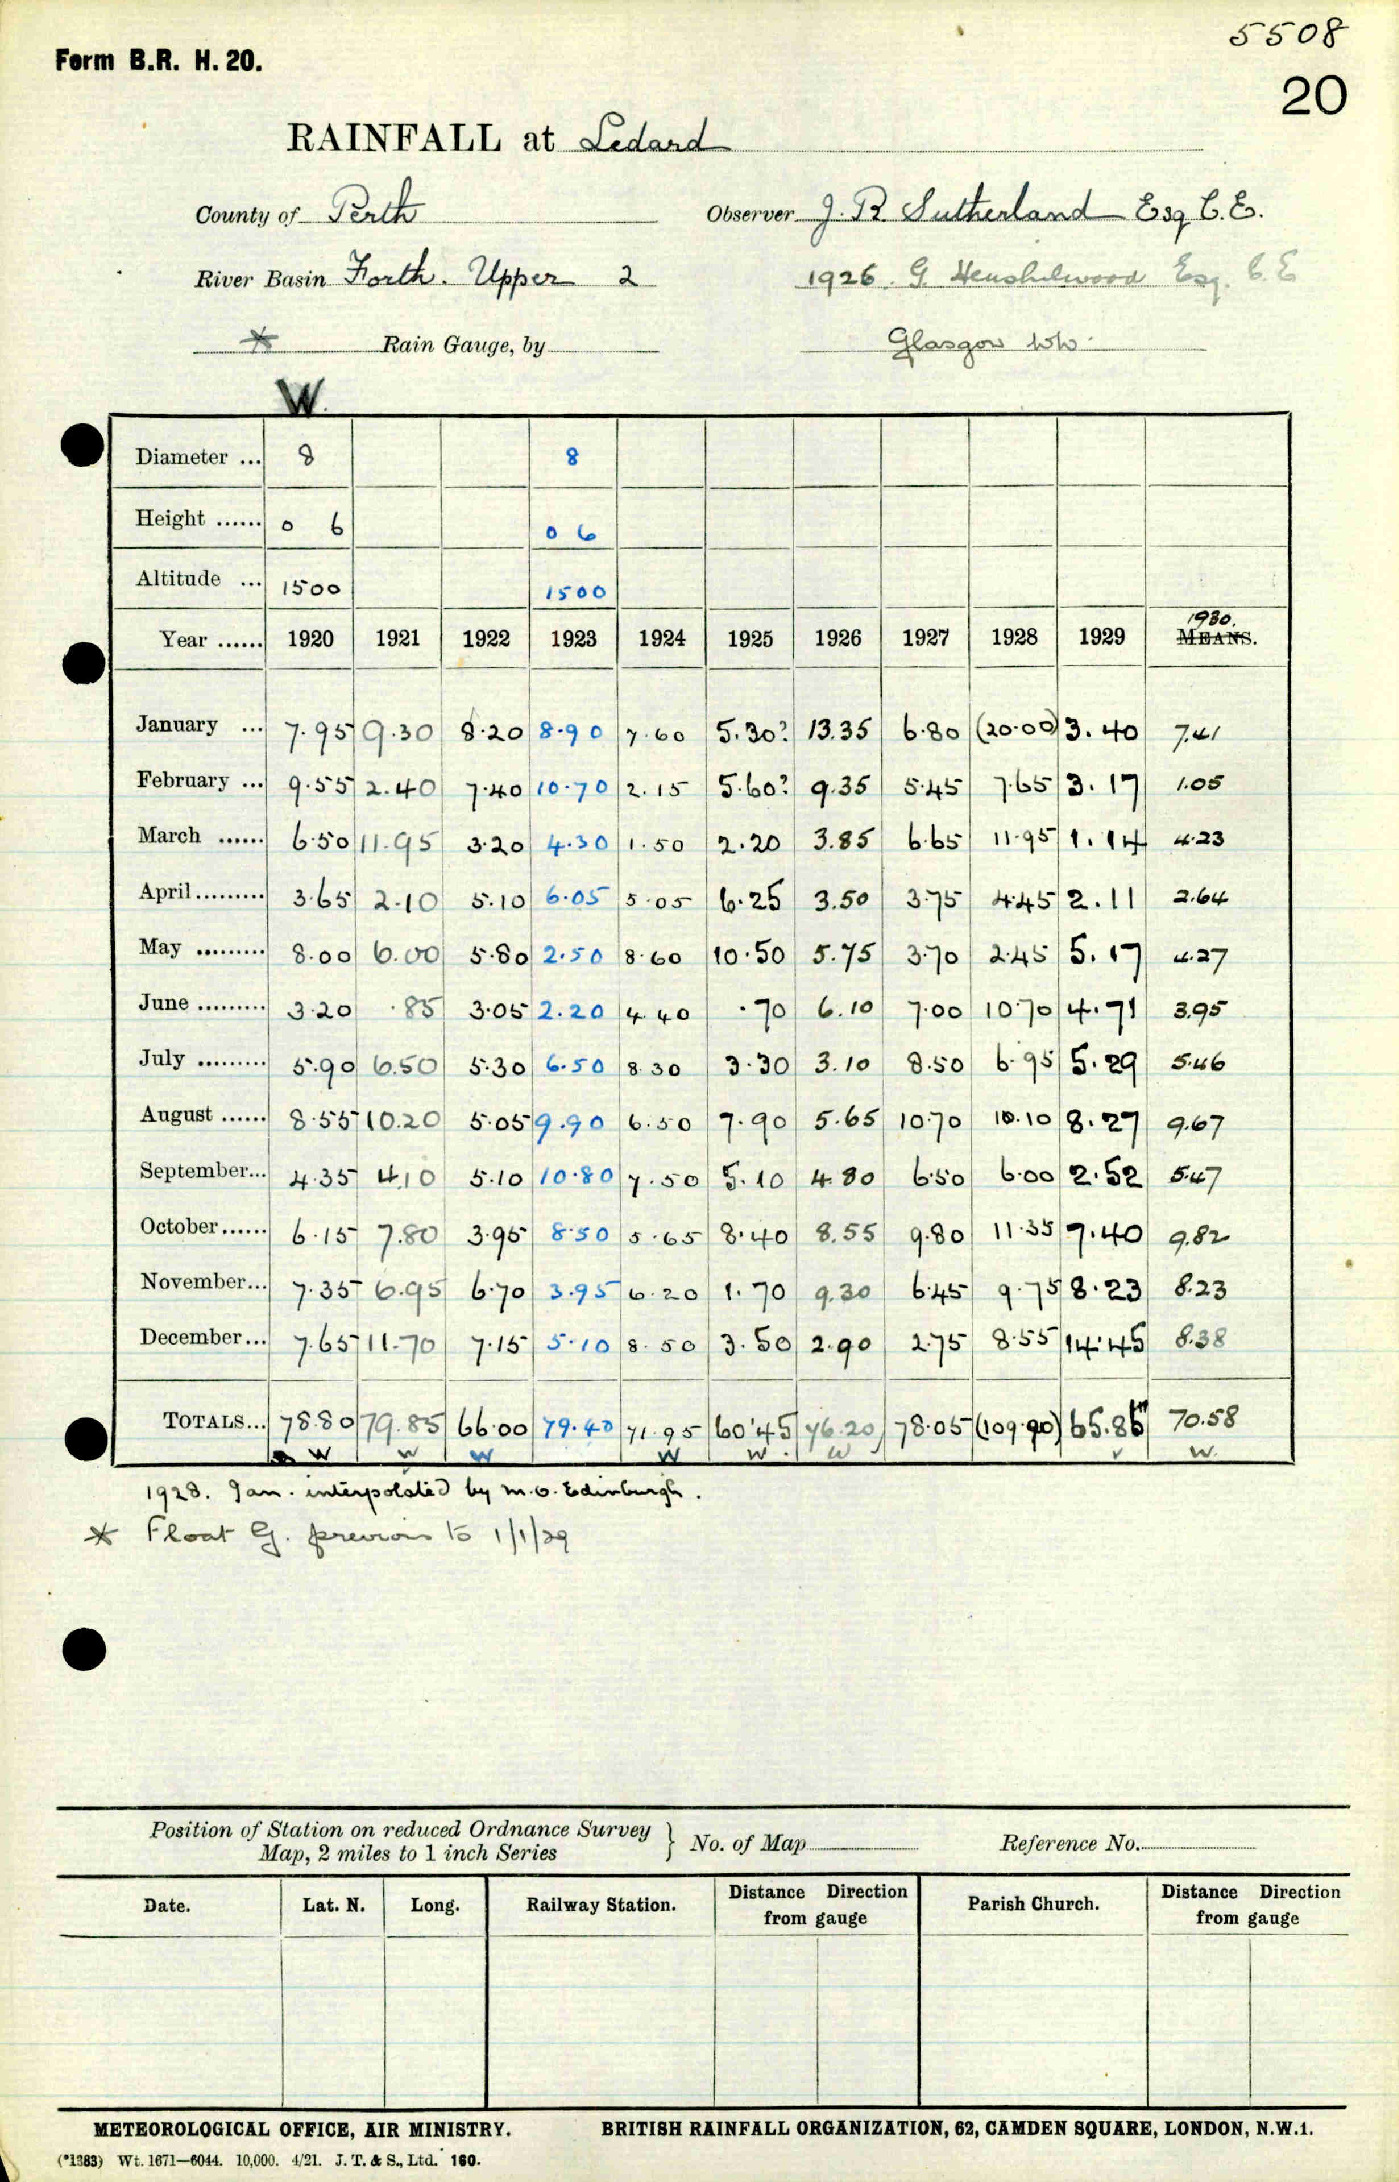 5508
Form B.R. H. 20.
20
RAINFALL at Ledard
County of Perth Observer J. R Sutherland Esq C.E.
River Basin Forth. Upper 2 1926. G. Henshilwood Esq. C.E
* Rain Gauge, by Glasgow WW.
W
Diameter ... 8 8
Height ...... 0 6 0 6
Altitude ... 1500 1500
1930.
Year ...... 1920 1921 1922 1923 1924 1925 1926 1927 1928 1929 MEANS.
January ... 7.95 9.30 8.20 8.90 7.60 5.30? 13.35 6.80 (20.00) 3.40 7.41
February ... 9.55 2.40 7.40 10.70 2.15 5.60? 9.35 5.45 7.65 3.17 1.05
March ...... 6.50 11.95 3.20 4.30 1.50 2.20 3.85 6.65 11.95 1.14 4.23
April ......... 3.65 2.10 5.10 6.05 5.05 6.25 3.50 3.75 4.45 2.11 2.64
May ......... 8.00 6.00 5.80 2.50 8.60 10.50 5.75 3.70 2.45 5.17 4.27
June ......... 3.20 .85 3.05 2.20 4.40 .70 6.10 7.00 10.70 4.71 3.95
July ......... 5.90 6.50 5.30 6.50 8.30 3.30 3.10 8.50 6.95 5.29 5.46
August ...... 8.55 10.20 5.05 9.90 6.50 7.90 5.65 10.70 10.10 8.27 9.67
September... 4.35 4.10 5.10 10.80 7.50 5.10 4.80 6.50 6.00 2.52 5.47
October...... 6.15 7.80 3.95 8.50 5.65 8.40 8.55 9.80 11.35 7.40 9.82
November... 7.35 6.95 6.70 3.95 6.20 1.70 9.30 6.45 9.75 8.23 8.23
December... 7.65 11.70 7.15 5.10 8.50 3.50 2.90 2.75 8.55 14.45 8.38
TOTALS... 78.80 79.85 66.00 79.40 71.95 60.45 76.20 78.05 (109.90) 65.86 70.58
W W W W W W v W
1928. Jan. interpolated by M.O. Edinburgh.
* Float G. previous to 1/1/29
Position of Station on reduced Ordnance Survey
Map, 2 miles to 1 inch Series } No. of Map Reference No.
Date. Lat. N. Long. Railway Station. Distance Direction from gauge Parish Church. Distance Direction from gauge
METEOROLOGICAL OFFICE, AIR MINISTRY. BRITISH RAINFALL ORGANIZATION, 62, CAMDEN SQUARE, LONDON, N.W.1.
(*1383) Wt. 1671—6044. 10,000. 4/21. J. T. & S., Ltd. 160.